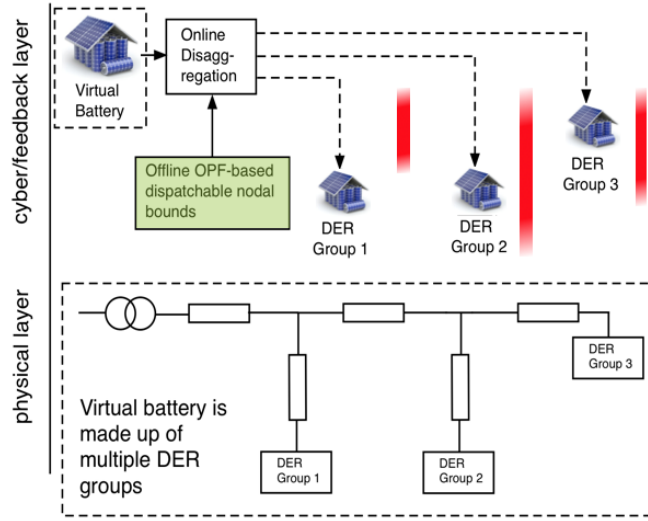 cyber/feedback layer
Virtual
Battery
Online
Disagg-
regation
Offline OPF-based
dispatchable nodal
bounds
DER
Group 1
DER
Group 2
DER
Group 3
physical layer
DER
Group 3
Virtual battery is
made up of
multiple DER
groups
DER
Group 1
DER
Group 2